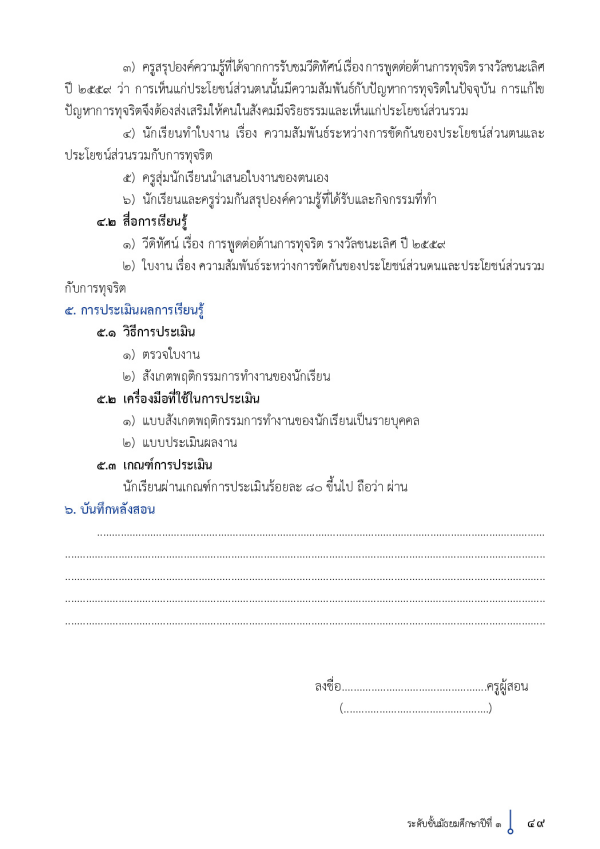 ๓) ครูสรุปองค์ความรู้ที่ได้จากการรับชมวีดิทัศน์ เรื่อง การพูดต่อต้านการทุจริต รางวัลชนะเลิศ
ปี ๒๕๕๙ ว่า การเห็นแก่ประโยชน์ส่วนตนนั้นมีความสัมพันธ์กับปัญหาการทุจริตในปัจจุบัน การแก้ไข
ปัญหาการทุจริตจึงต้องส่งเสริมให้คนในสังคมมีจริยธรรมและเห็นแก่ประโยชน์ส่วนรวม
๔) นักเรียนทำใบงาน เรื่อง ความสัมพันธ์ระหว่างการขัดกันของประโยชน์ส่วนตนและ
ประโยชน์ส่วนรวมกับการทุจริต
๕) ครูสุ่มนักเรียนนำเสนอใบงานของตนเอง
๖) นักเรียนและครูร่วมกันสรุปองค์ความรู้ที่ได้รับและกิจกรรมที่ทำ
๔.๒ สื่อการเรียนรู้
๑) วีดิทัศน์ เรื่อง การพูดต่อต้านการทุจริต รางวัลชนะเลิศ ปี ๒๕๕๙
๒) ใบงาน เรื่อง ความสัมพันธ์ระหว่างการขัดกันของประโยชน์ส่วนตนและประโยชน์ส่วนรวม
กับการทุจริต
๕. การประเมินผลการเรียนรู้
๕.๑ วิธีการประเมิน
๑) ตรวจใบงาน
๒) สังเกตพฤติกรรมการทำงานของนักเรียน
๕.๒ เครื่องมือที่ใช้ในการประเมิน
๑) แบบสังเกตพฤติกรรมการทำงานของนักเรียนเป็นรายบุคคล
๒) แบบประเมินผลงาน
๕.๓ เกณฑ์การประเมิน
นักเรียนผ่านเกณฑ์การประเมินร้อยละ ๘๐ ขึ้นไป ถือว่า ผ่าน
๖. บันทึกหลังสอน
................................................................................
................................................................................
................................................................................
................................................................................
................................................................................
ลงชื่อ.................................................ครูผู้สอน
(.................................................)
ระดับชั้นมัธยมศึกษาปีที่ ๑ ๔๙